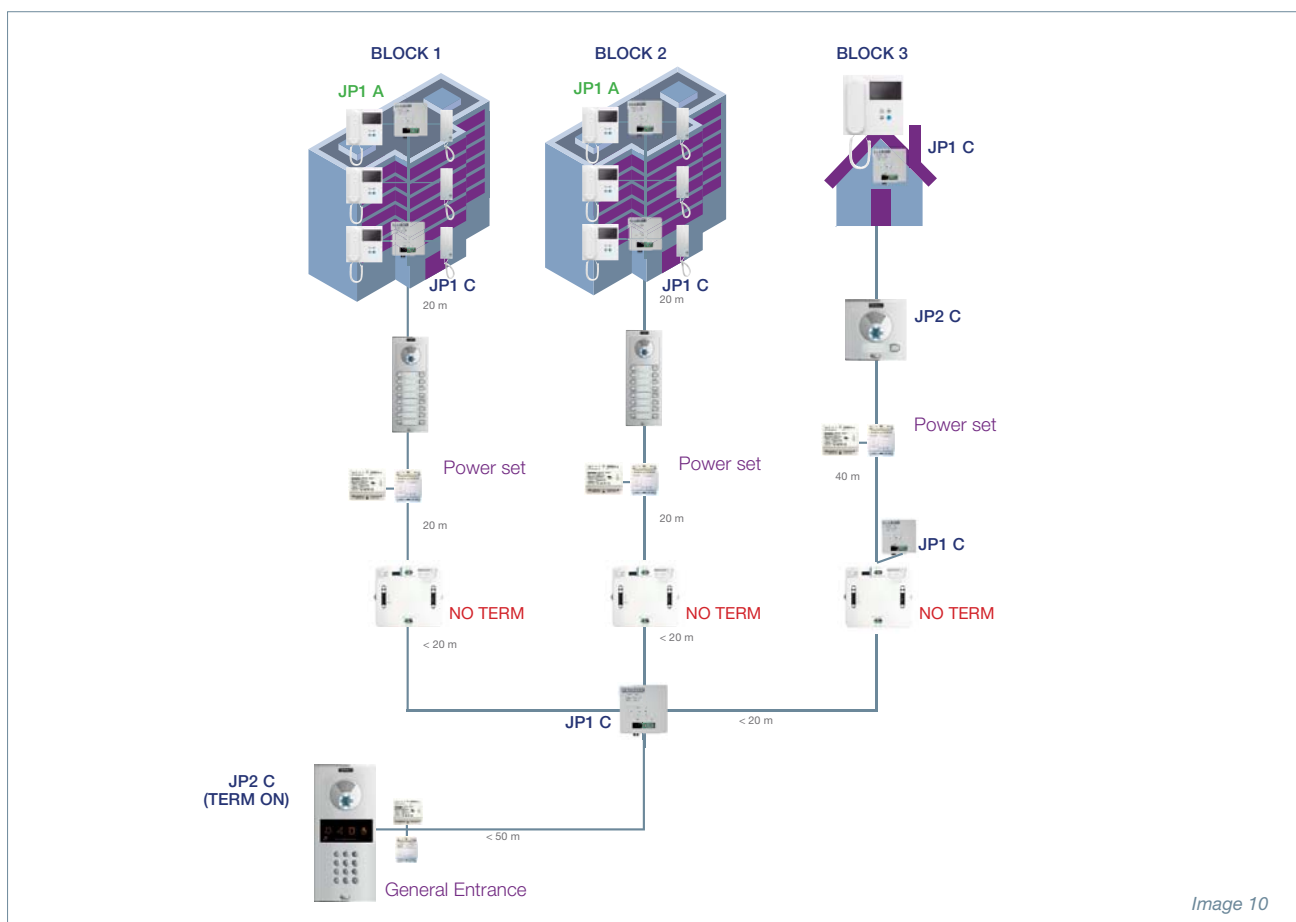 BLOCK 1
BLOCK 2
BLOCK 3
JP1 A
JP1 A
JP1 C
JP1 C
JP1 C
20 m
20 m
JP2 C
Power set
Power set
Power set
40 m
20 m
20 m
JP1 C
NO TERM
NO TERM
NO TERM
< 20 m
< 20 m
JP1 C
< 20 m
JP2 C
(TERM ON)
< 50 m
General Entrance
Image 10